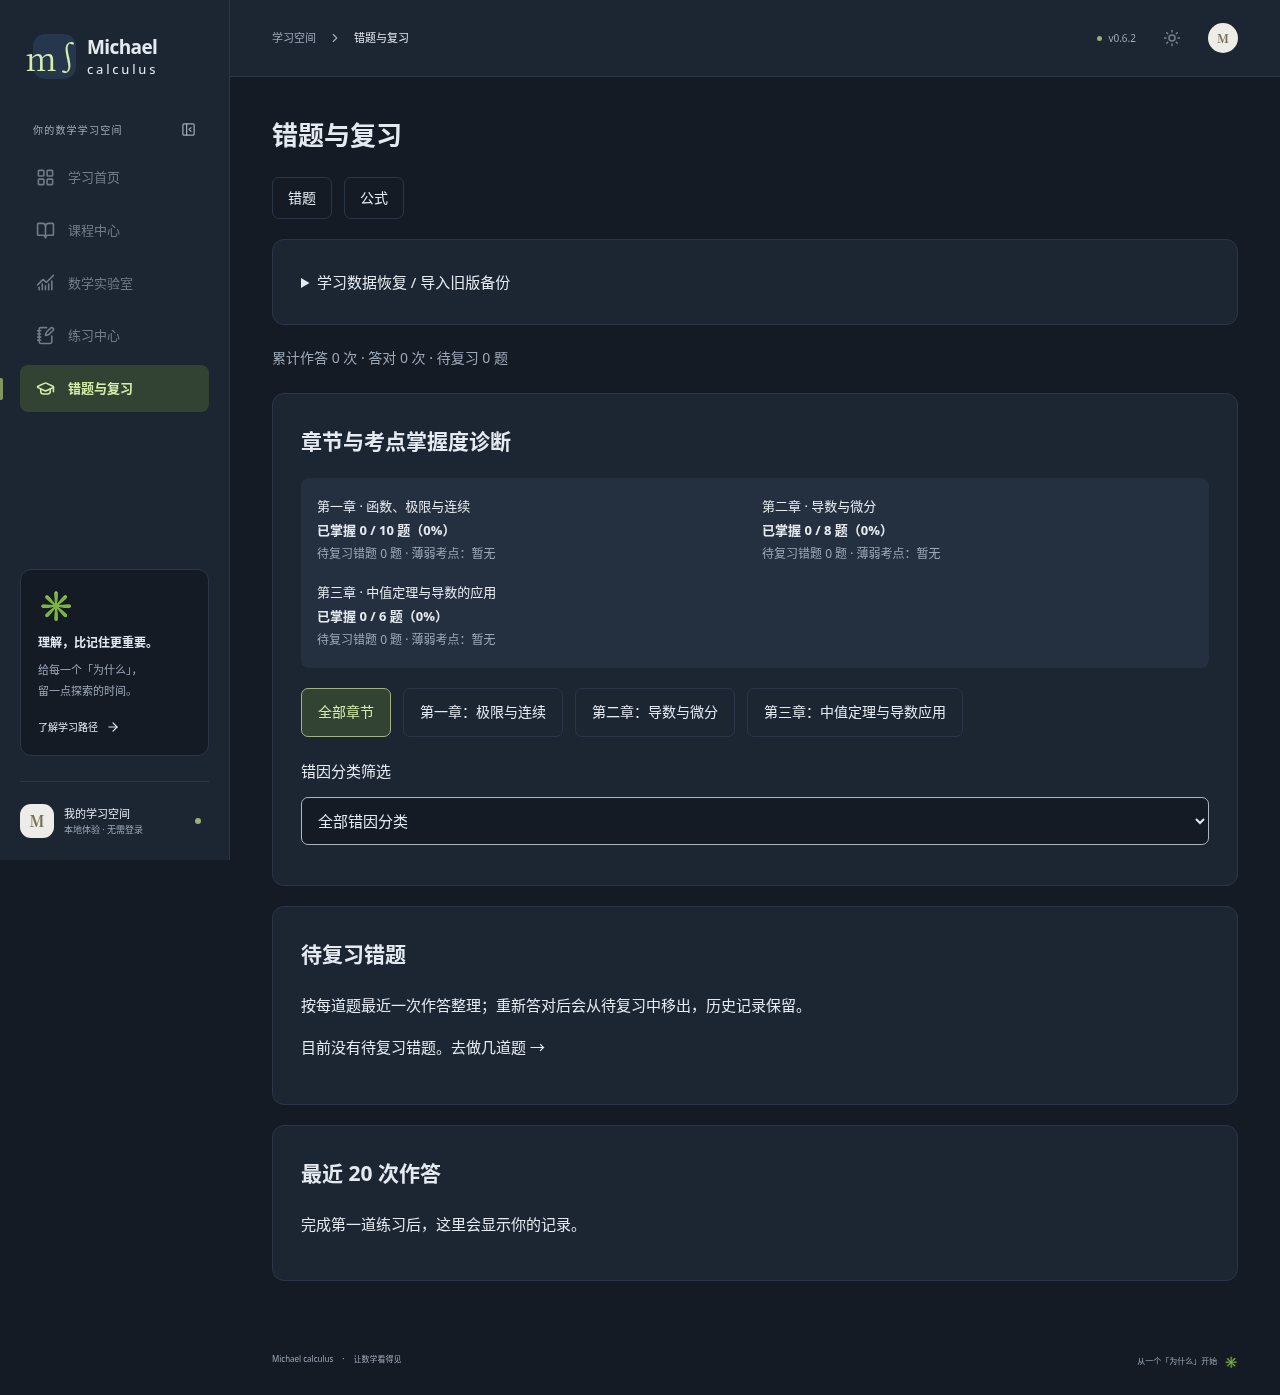 m∫
Michael
calculus
你的数学学习空间
学习首页
课程中心
数学实验室
练习中心
错题与复习
理解，比记住更重要。
给每一个「为什么」，
留一点探索的时间。
了解学习路径 →
M
我的学习空间
本地体验 · 无需登录
学习空间 > 错题与复习
v0.6.2
M
错题与复习
错题
公式
▶ 学习数据恢复 / 导入旧版备份
累计作答 0 次 · 答对 0 次 · 待复习 0 题
章节与考点掌握度诊断
第一章 · 函数、极限与连续
已掌握 0 / 10 题（0%）
待复习错题 0 题 · 薄弱考点：暂无
第二章 · 导数与微分
已掌握 0 / 8 题（0%）
待复习错题 0 题 · 薄弱考点：暂无
第三章 · 中值定理与导数的应用
已掌握 0 / 6 题（0%）
待复习错题 0 题 · 薄弱考点：暂无
全部章节
第一章：极限与连续
第二章：导数与微分
第三章：中值定理与导数应用
错因分类筛选
全部错因分类
待复习错题
按每道题最近一次作答整理；重新答对后会从待复习中移出，历史记录保留。
目前没有待复习错题。去做几道题 →
最近 20 次作答
完成第一道练习后，这里会显示你的记录。
Michael calculus · 让数学看得见
从一个「为什么」开始